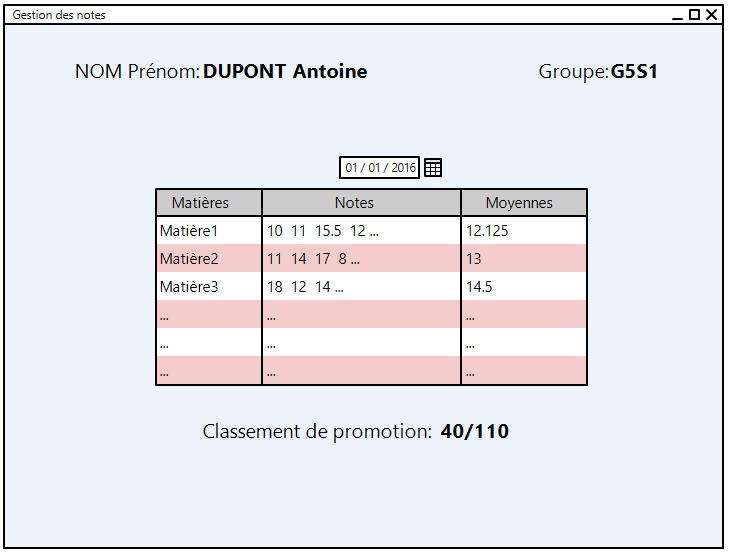 Gestion des notes
NOM Prénom: DUPONT Antoine Groupe: G5S1
01 / 01 / 2016
Matières Notes Moyennes
Matière1 10 11 15.5 12 ... 12.125
Matière2 11 14 17 8 ... 13
Matière3 18 12 14 ... 14.5
... ... ...
... ... ...
... ... ...
Classement de promotion: 40/110